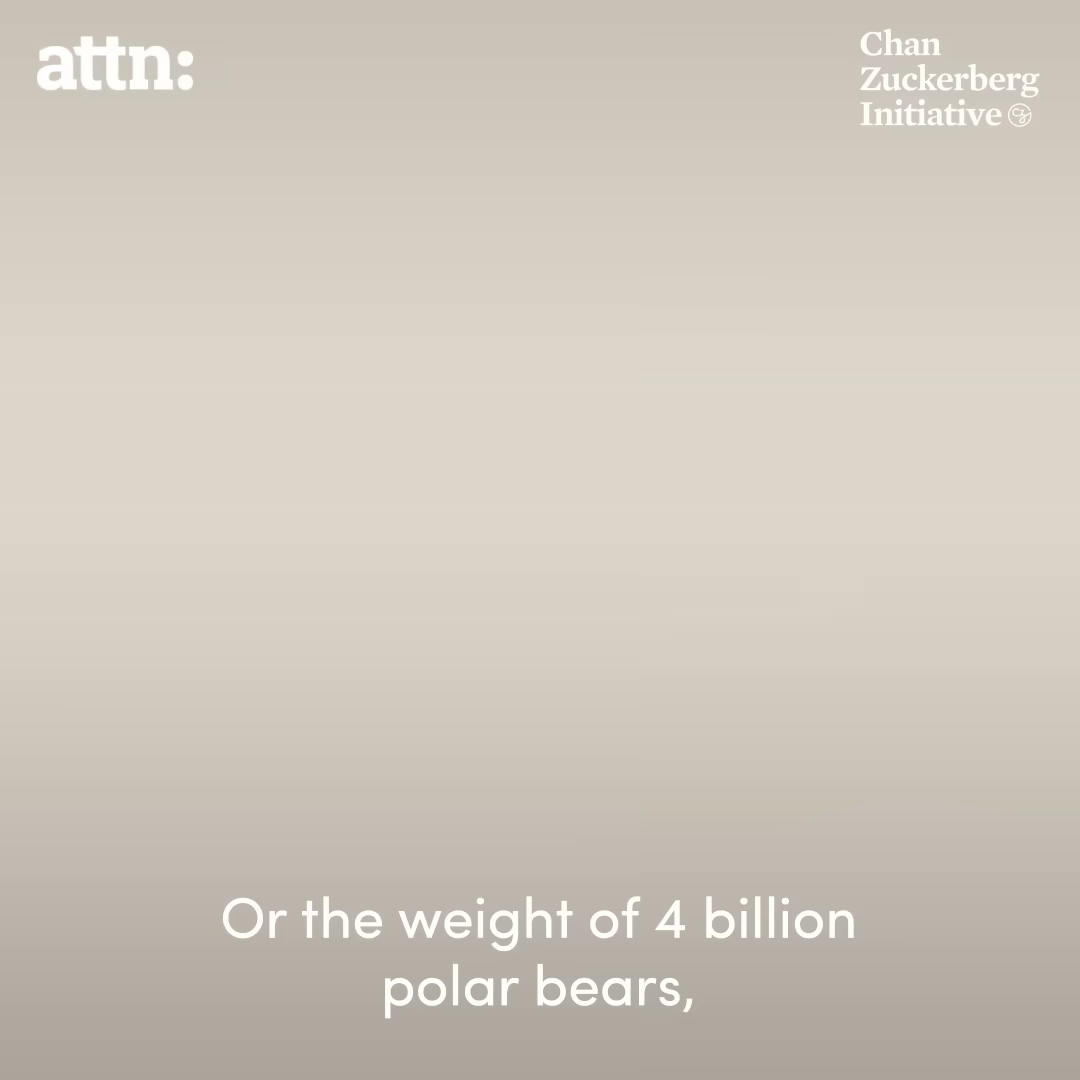 attn:
Chan
Zuckerberg
Initiative
Or the weight of 4 billion
polar bears,